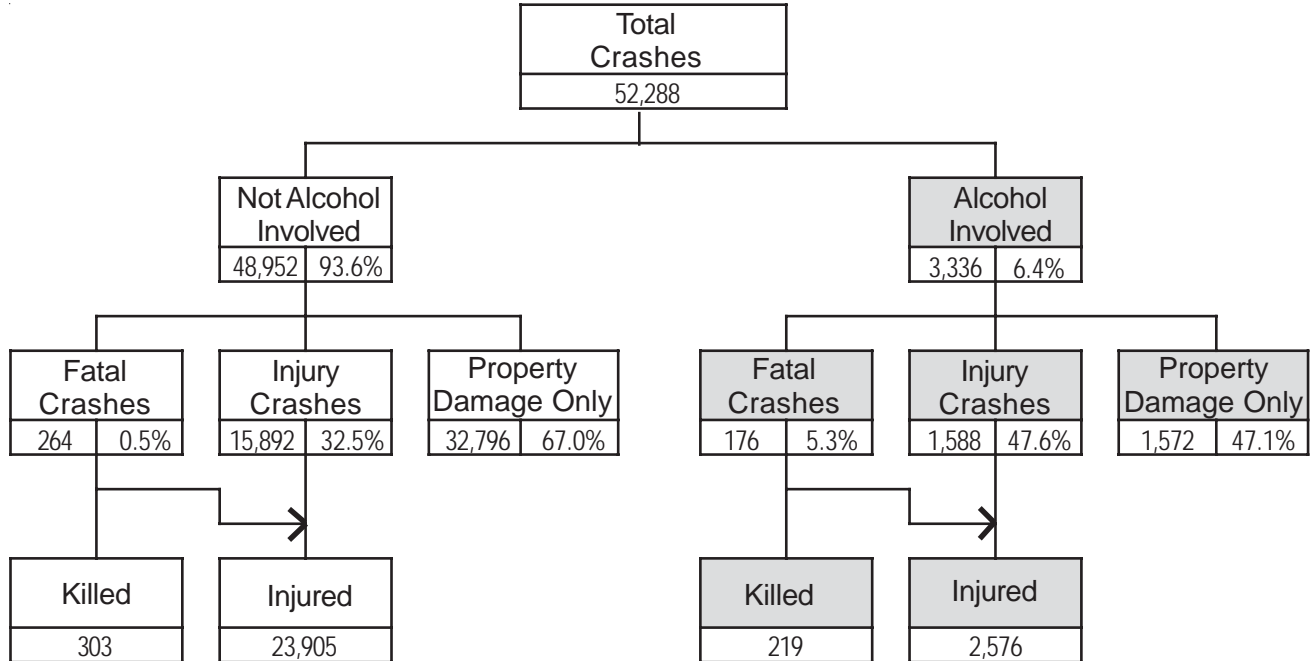 Total
Crashes
52,288
Not Alcohol
Involved
48,952 93.6%
Alcohol
Involved
3,336 6.4%
Fatal
Crashes
264 0.5%
Injury
Crashes
15,892 32.5%
Property
Damage Only
32,796 67.0%
Fatal
Crashes
176 5.3%
Injury
Crashes
1,588 47.6%
Property
Damage Only
1,572 47.1%
Killed
303
Injured
23,905
Killed
219
Injured
2,576